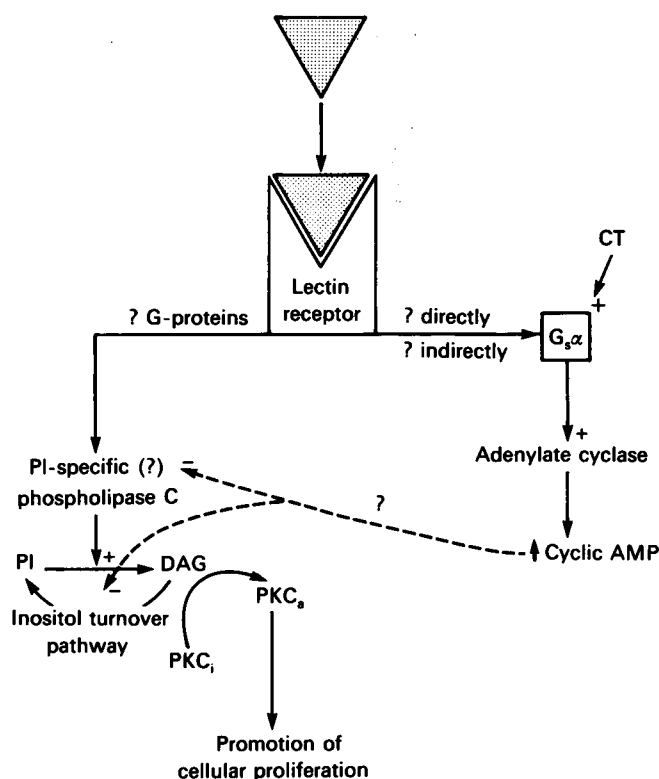 Lectin
receptor
CT
+
? G-proteins
? directly
? indirectly
Gsα
+
PI-specific (?)
phospholipase C
−
Adenylate cyclase
?
Cyclic AMP
+
PI
DAG
−
Inositol turnover
pathway
PKCa
PKCi
Promotion of
cellular proliferation